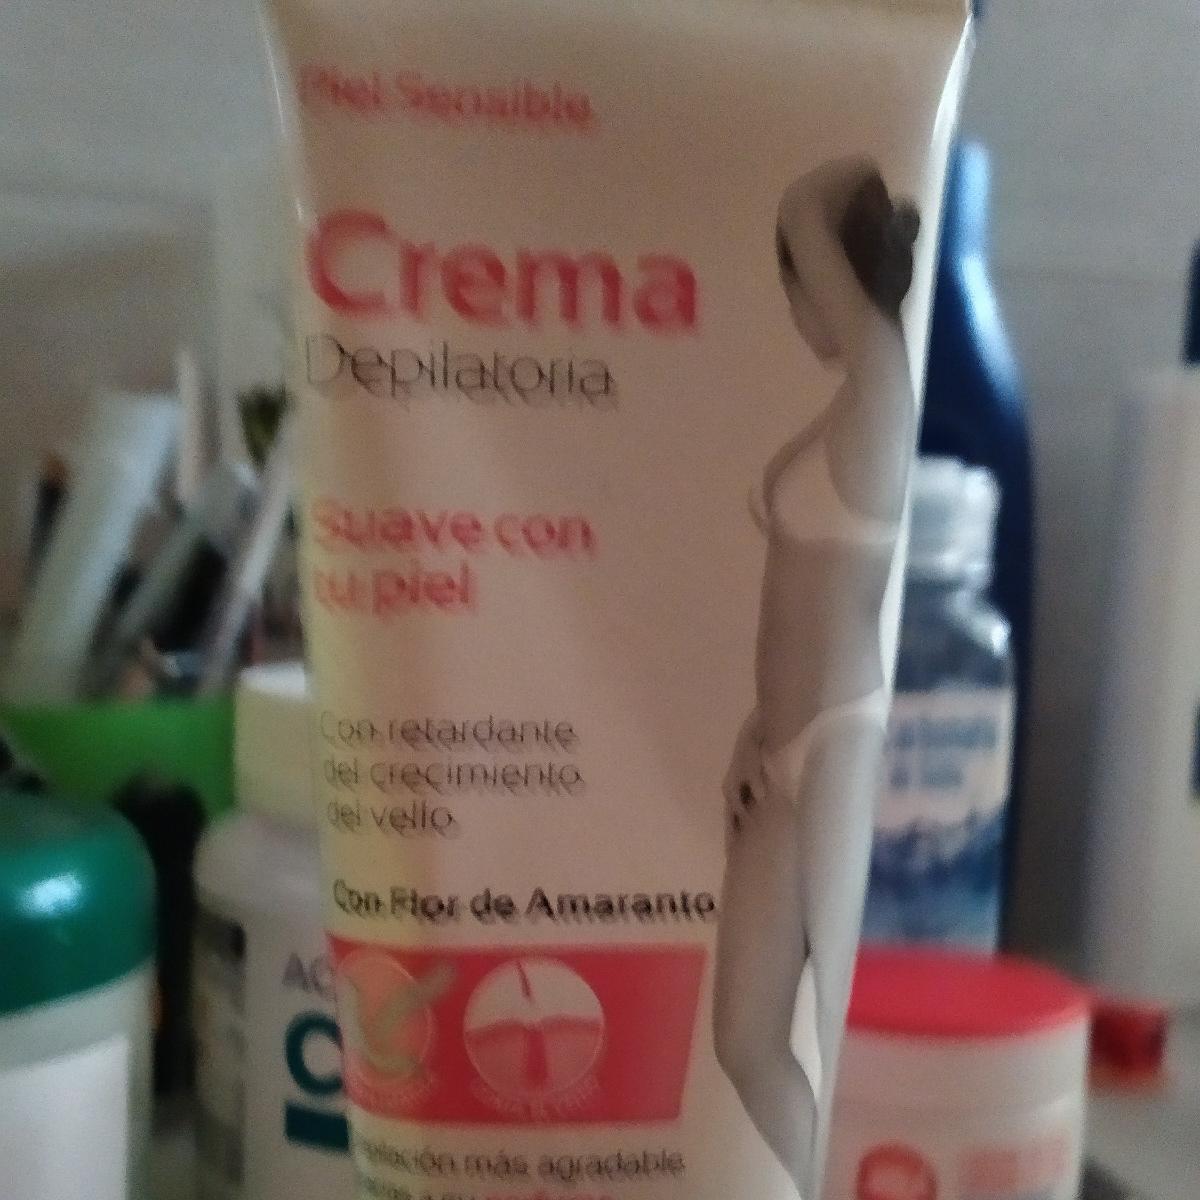 Piel Sensible
Crema
Depilatoria
suave con
tu piel
Con retardante
del crecimiento
del vello
Con Flor de Amaranto
más agradable